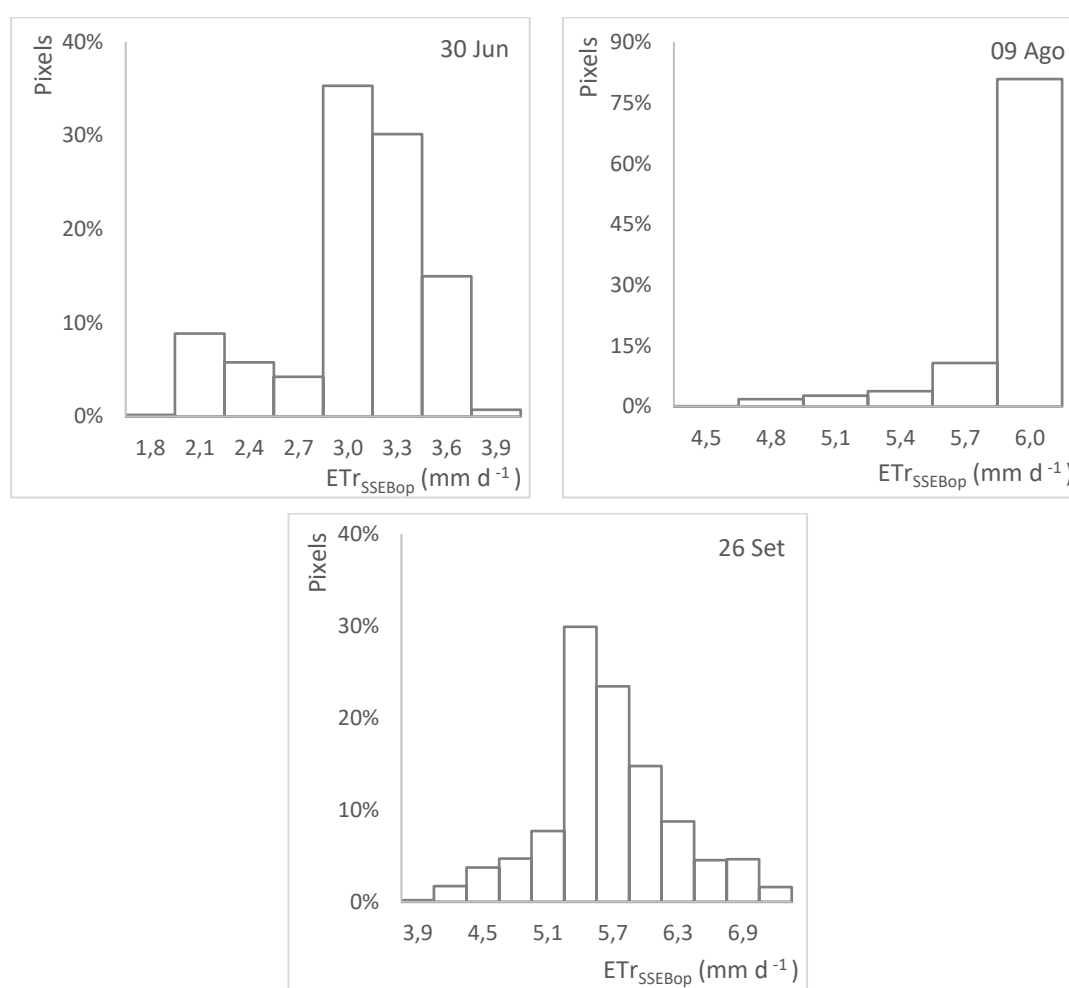 40%
30 Jun
Pixels
30%
20%
10%
0%
1,8 2,1 2,4 2,7 3,0 3,3 3,6 3,9
ETrSSEBop (mm d -1)
90%
09 Ago
Pixels
75%
60%
45%
30%
15%
0%
4,5 4,8 5,1 5,4 5,7 6,0
ETrSSEBop (mm d -1)
40%
26 Set
Pixels
30%
20%
10%
0%
3,9 4,5 5,1 5,7 6,3 6,9
ETrSSEBop (mm d -1)